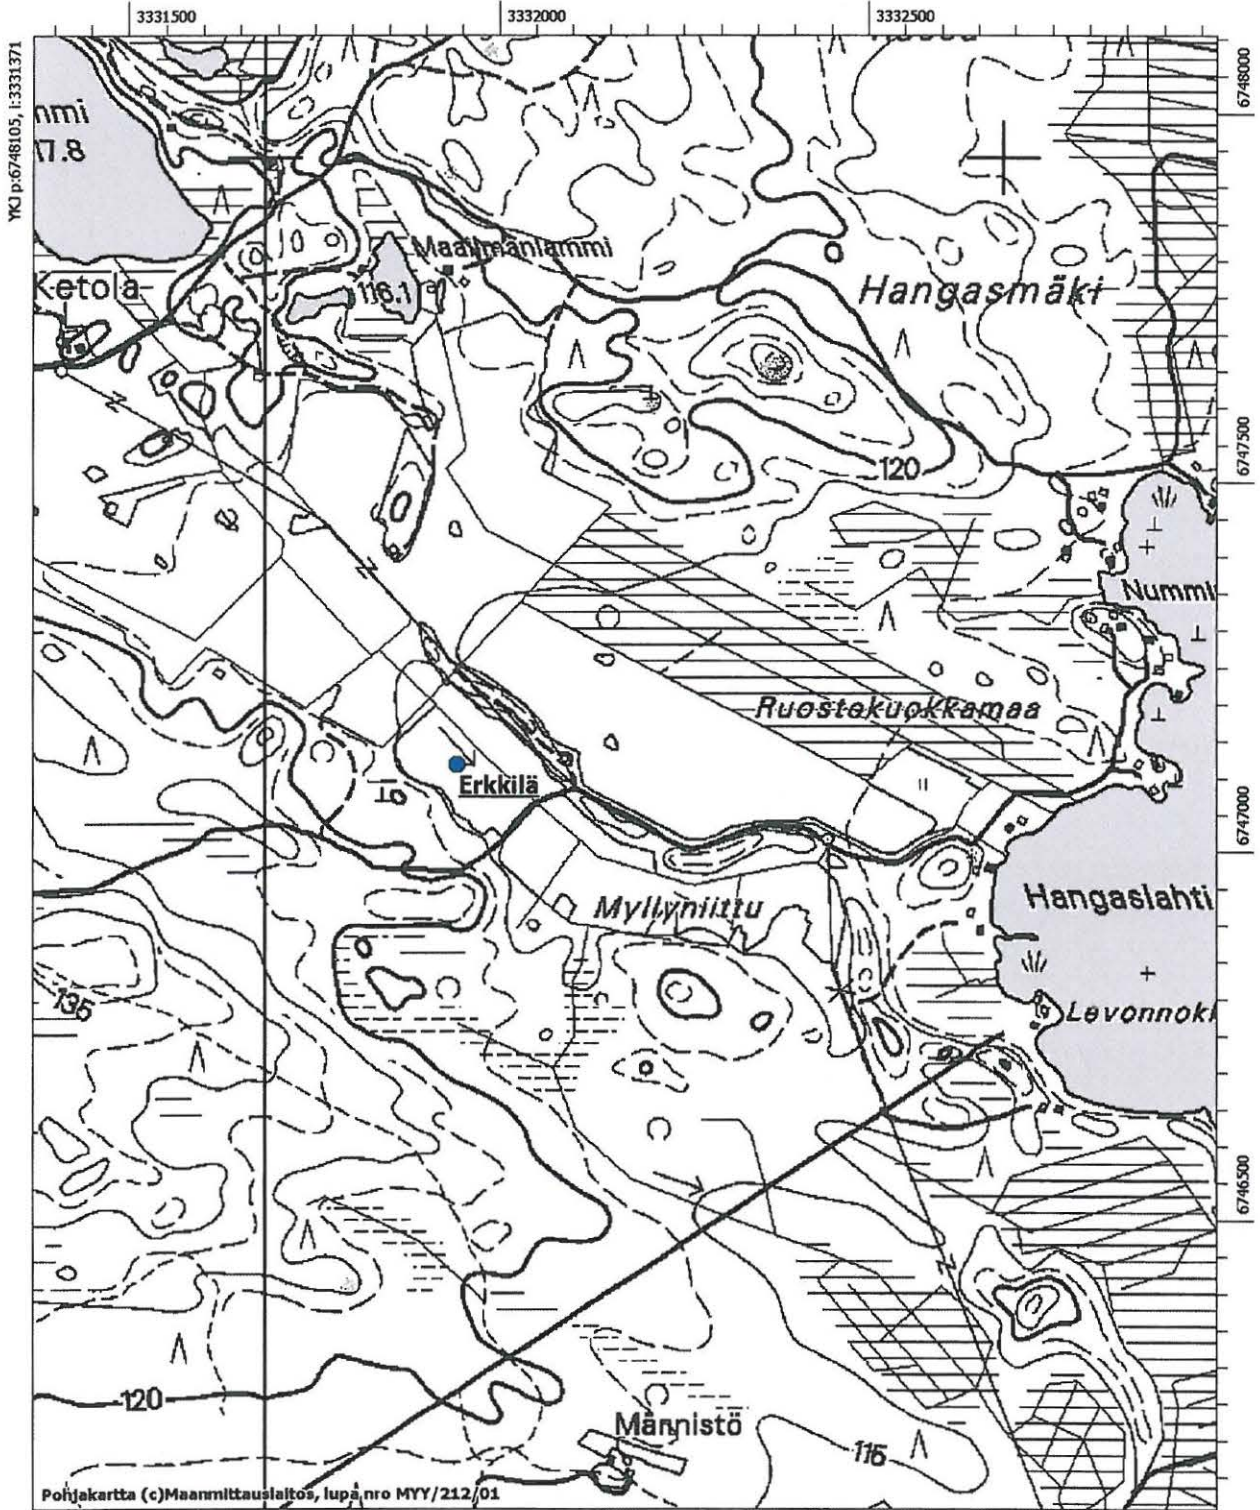 3331500
3332000
3332500
YKJ p:6748105, i:3331371
6748000
6747500
6747000
6746500
Ketola
Maailmanlammi
116.1
Hangasmäki
120
Nummi
Ruostekuokkamaa
Erkkilä
Myllyniittu
Hangaslahti
Levonnok
135
120
Männistö
115
Pohjakartta (c)Maanmittauslaitos, lupa nro MYY/212/01